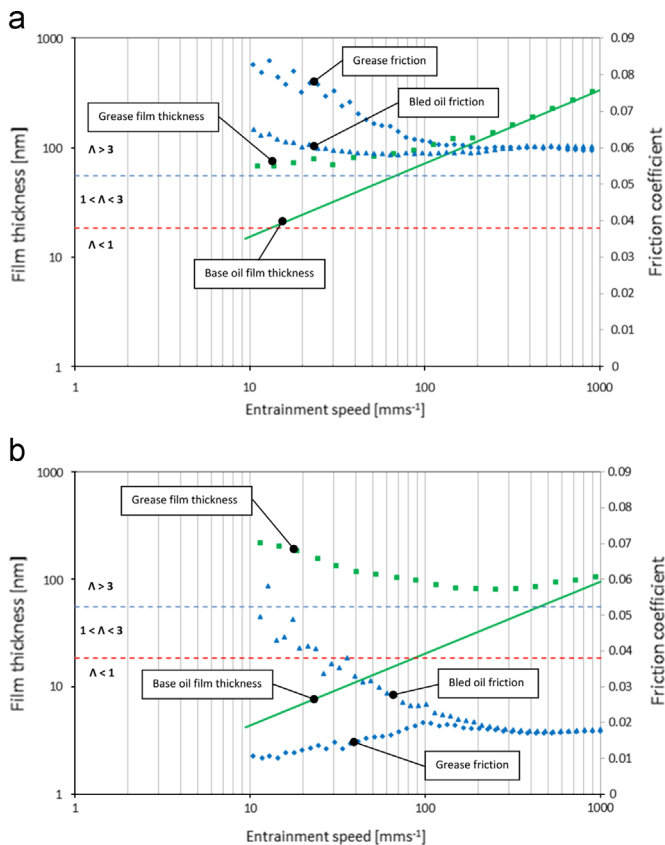 a
1000
100
10
1
Film thickness [nm]
Λ > 3
1 < Λ < 3
Λ < 1
Grease friction
Bled oil friction
Grease film thickness
Base oil film thickness
0.09
0.08
0.07
0.06
0.05
0.04
0.03
0.02
0.01
0
Friction coefficient
1
10
100
1000
Entrainment speed [mms-1]
b
1000
100
10
1
Film thickness [nm]
Λ > 3
1 < Λ < 3
Λ < 1
Grease film thickness
Base oil film thickness
Bled oil friction
Grease friction
0.09
0.08
0.07
0.06
0.05
0.04
0.03
0.02
0.01
0
Friction coefficient
1
10
100
1000
Entrainment speed [mms-1]